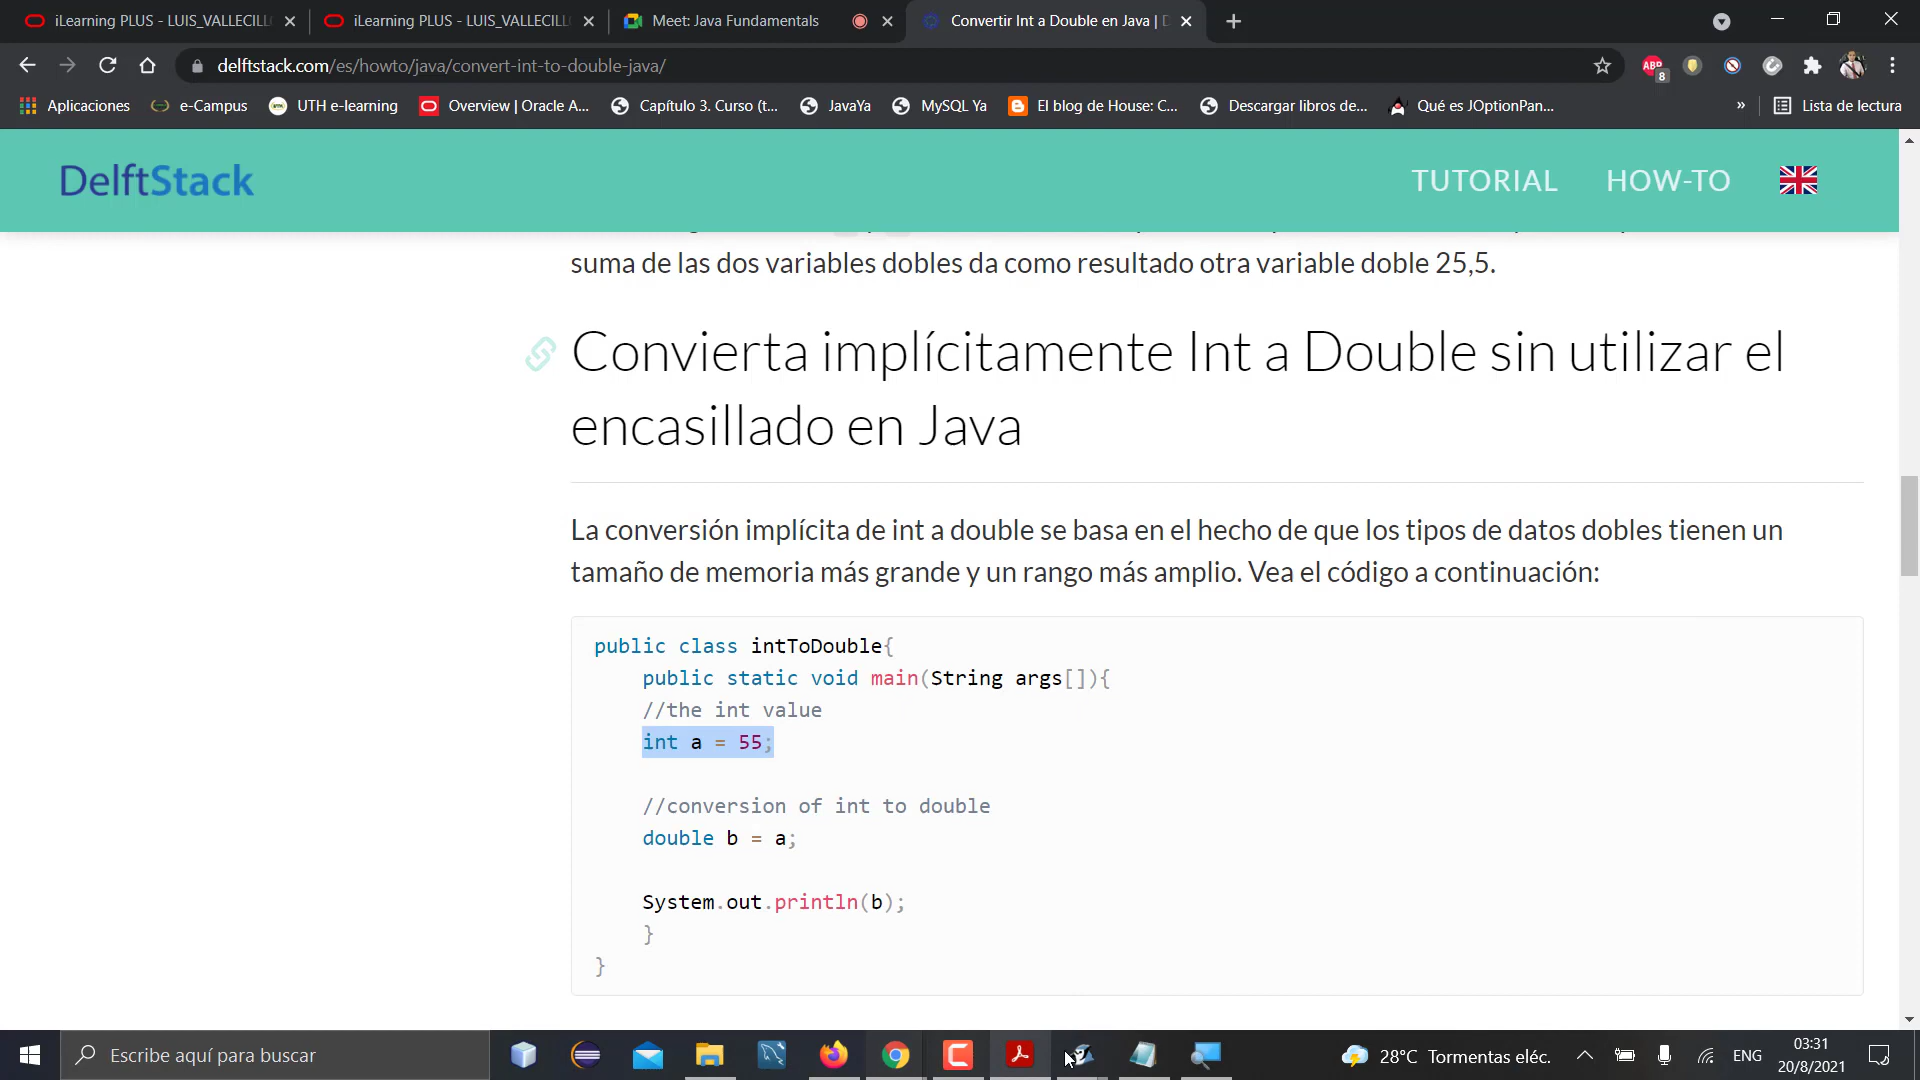 iLearning PLUS - LUIS_VALLECILL
iLearning PLUS - LUIS_VALLECILL
Meet: Java Fundamentals
Convertir Int a Double en Java | D
delftstack.com/es/howto/java/convert-int-to-double-java/
ABP
8
Aplicaciones
e-Campus
UTH e-learning
Overview | Oracle A...
Capítulo 3. Curso (t...
JavaYa
MySQL Ya
El blog de House: C...
Descargar libros de...
Qué es JOptionPan...
»
Lista de lectura
DelftStack
TUTORIAL
HOW-TO
suma de las dos variables dobles da como resultado otra variable doble 25,5.
Convierta implícitamente Int a Double sin utilizar el
encasillado en Java
La conversión implícita de int a double se basa en el hecho de que los tipos de datos dobles tienen un
tamaño de memoria más grande y un rango más amplio. Vea el código a continuación:
public class intToDouble{
public static void main(String args[]){
//the int value
int a = 55;
//conversion of int to double
double b = a;
System.out.println(b);
}
}
Escribe aquí para buscar
28°C Tormentas eléc.
ENG
03:31
20/8/2021